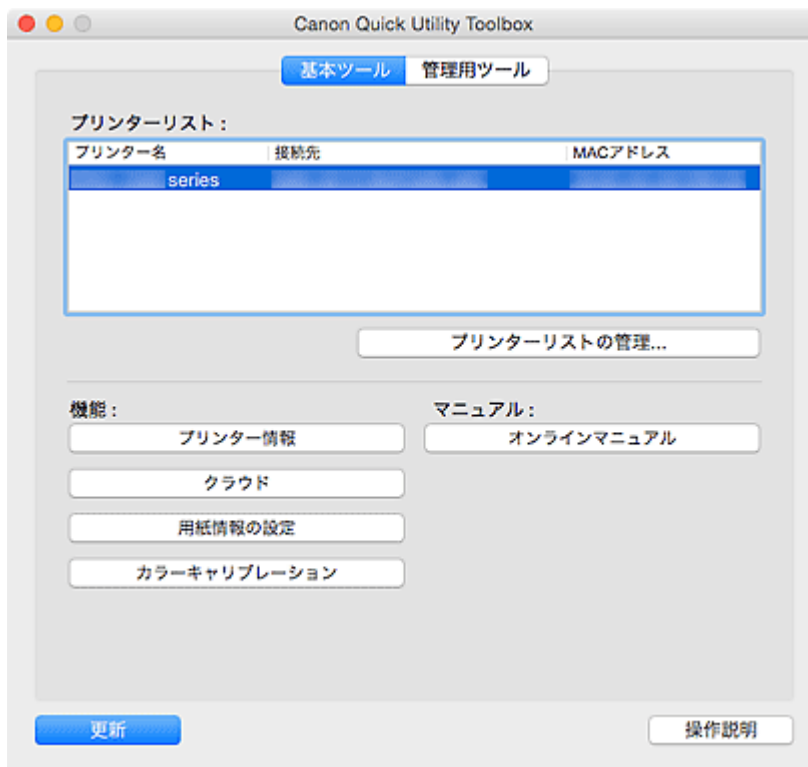 Canon Quick Utility Toolbox
基本ツール 管理用ツール
プリンターリスト：
プリンター名 接続先 MACアドレス
series
プリンターリストの管理...
機能： マニュアル：
プリンター情報 オンラインマニュアル
クラウド
用紙情報の設定
カラーキャリブレーション
更新 操作説明